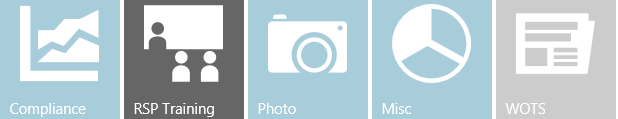 Compliance
RSP Training
Photo
Misc
WOTS